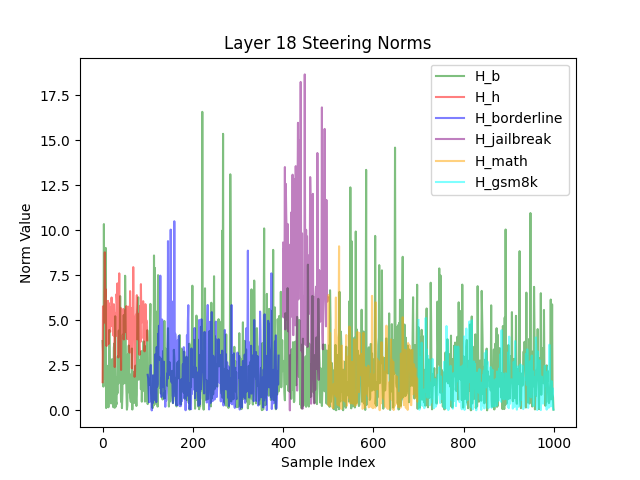 Layer 18 Steering Norms
H_b
H_h
H_borderline
H_jailbreak
H_math
H_gsm8k
17.5
15.0
12.5
10.0
7.5
5.0
2.5
0.0
Norm Value
0
200
400
600
800
1000
Sample Index